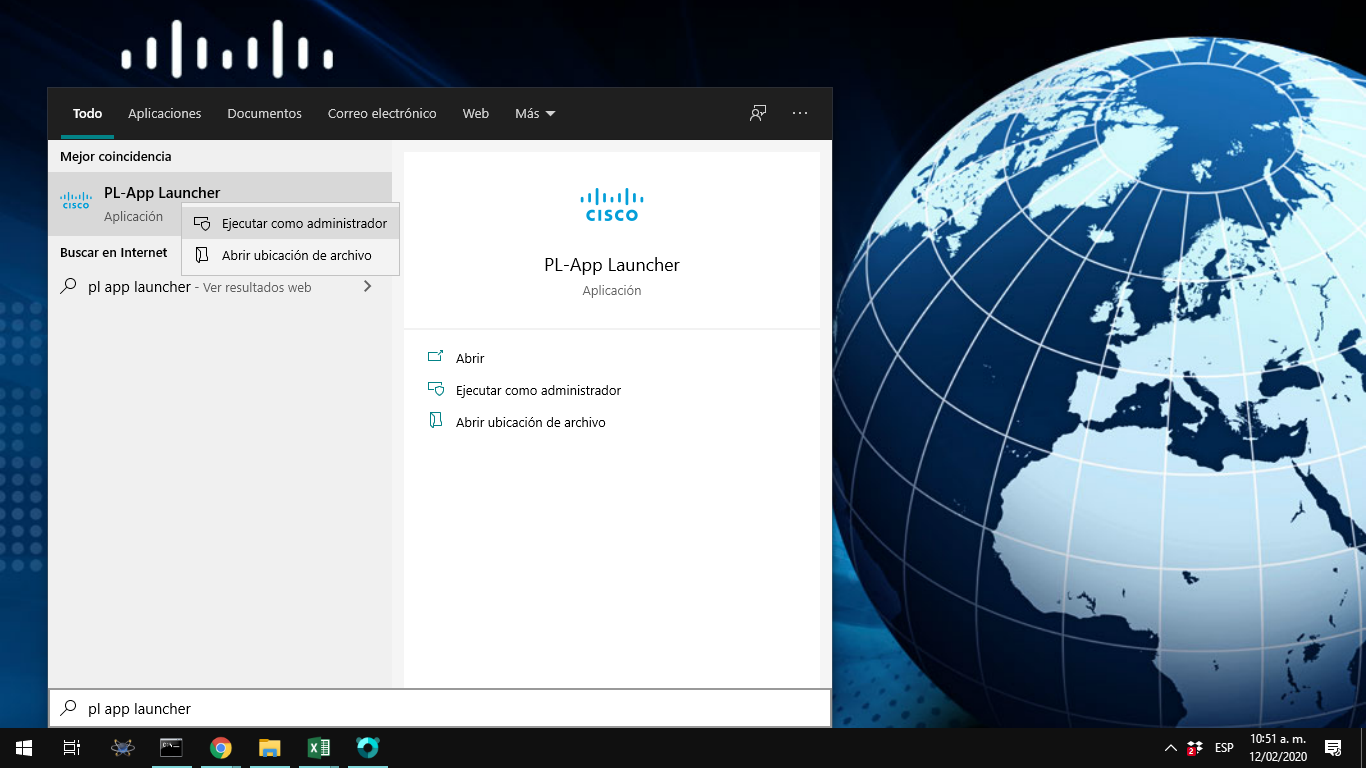 Todo Aplicaciones Documentos Correo electrónico Web Más
Mejor coincidencia
PL-App Launcher
Aplicación
CISCO
Ejecutar como administrador
Abrir ubicación de archivo
Buscar en Internet
pl app launcher - Ver resultados web
CISCO
PL-App Launcher
Aplicación
Abrir
Ejecutar como administrador
Abrir ubicación de archivo
pl app launcher
2
ESP
10:51 a. m.
12/02/2020